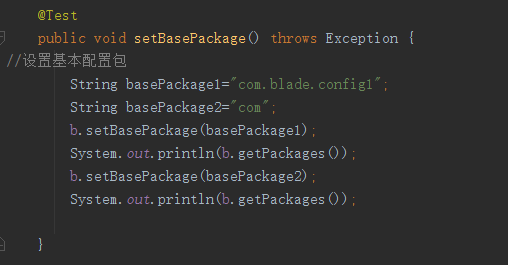 @Test
public void setBasePackage() throws Exception {
//设置基本配置包
String basePackage1="com.blade.config1";
String basePackage2="com";
b.setBasePackage(basePackage1);
System.out.println(b.getPackages());
b.setBasePackage(basePackage2);
System.out.println(b.getPackages());
}